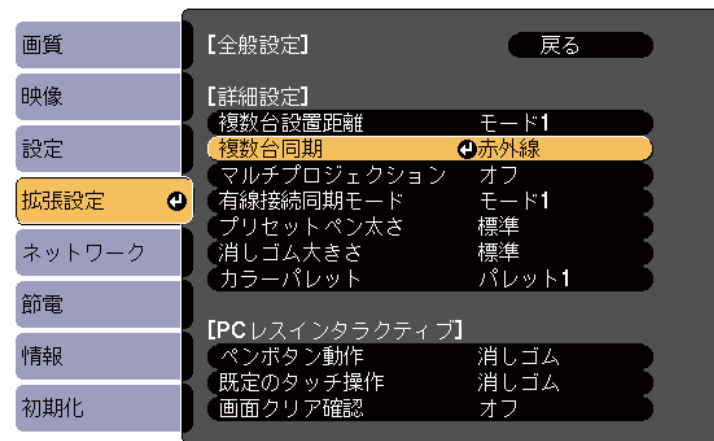 画質
映像
設定
拡張設定
ネットワーク
節電
情報
初期化
[全般設定] 戻る
[詳細設定]
複数台設置距離 モード1
複数台同期 赤外線
マルチプロジェクション オフ
有線接続同期モード モード1
プリセットペン太さ 標準
消しゴム大きさ 標準
カラーパレット パレット1
[PCレスインタラクティブ]
ペンボタン動作 消しゴム
既定のタッチ操作 消しゴム
画面クリア確認 オフ